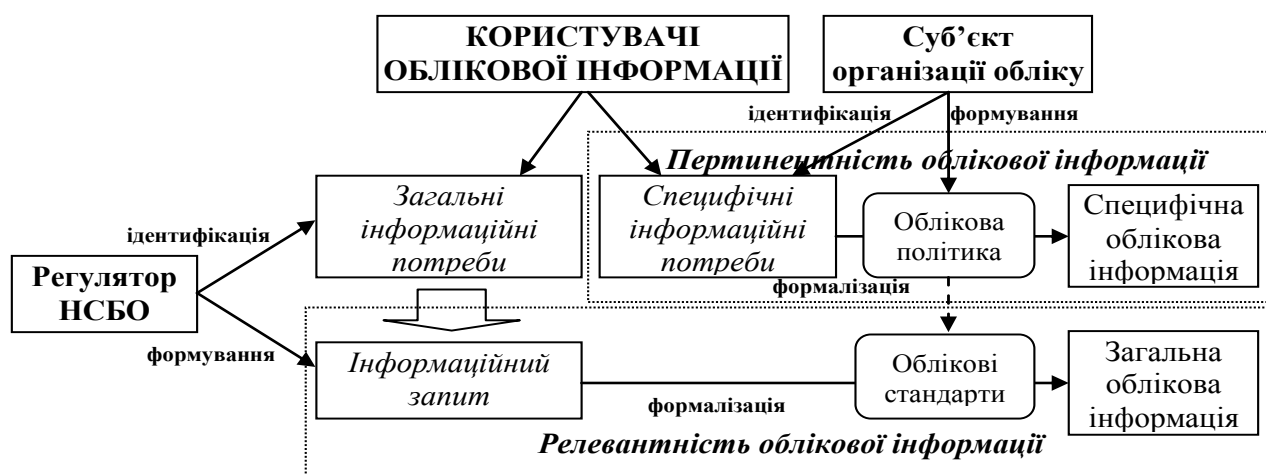 КОРИСТУВАЧІ
ОБЛІКОВОЇ ІНФОРМАЦІЇ
Суб’єкт
організації обліку
ідентифікація
формування
Пертинентність облікової інформації
Загальні
інформаційні
потреби
Специфічні
інформаційні
потреби
Облікова
політика
Специфічна
облікова
інформація
ідентифікація
Регулятор
НСБО
формалізація
формування
Інформаційний
запит
формалізація
Облікові
стандарти
Загальна
облікова
інформація
Релевантність облікової інформації